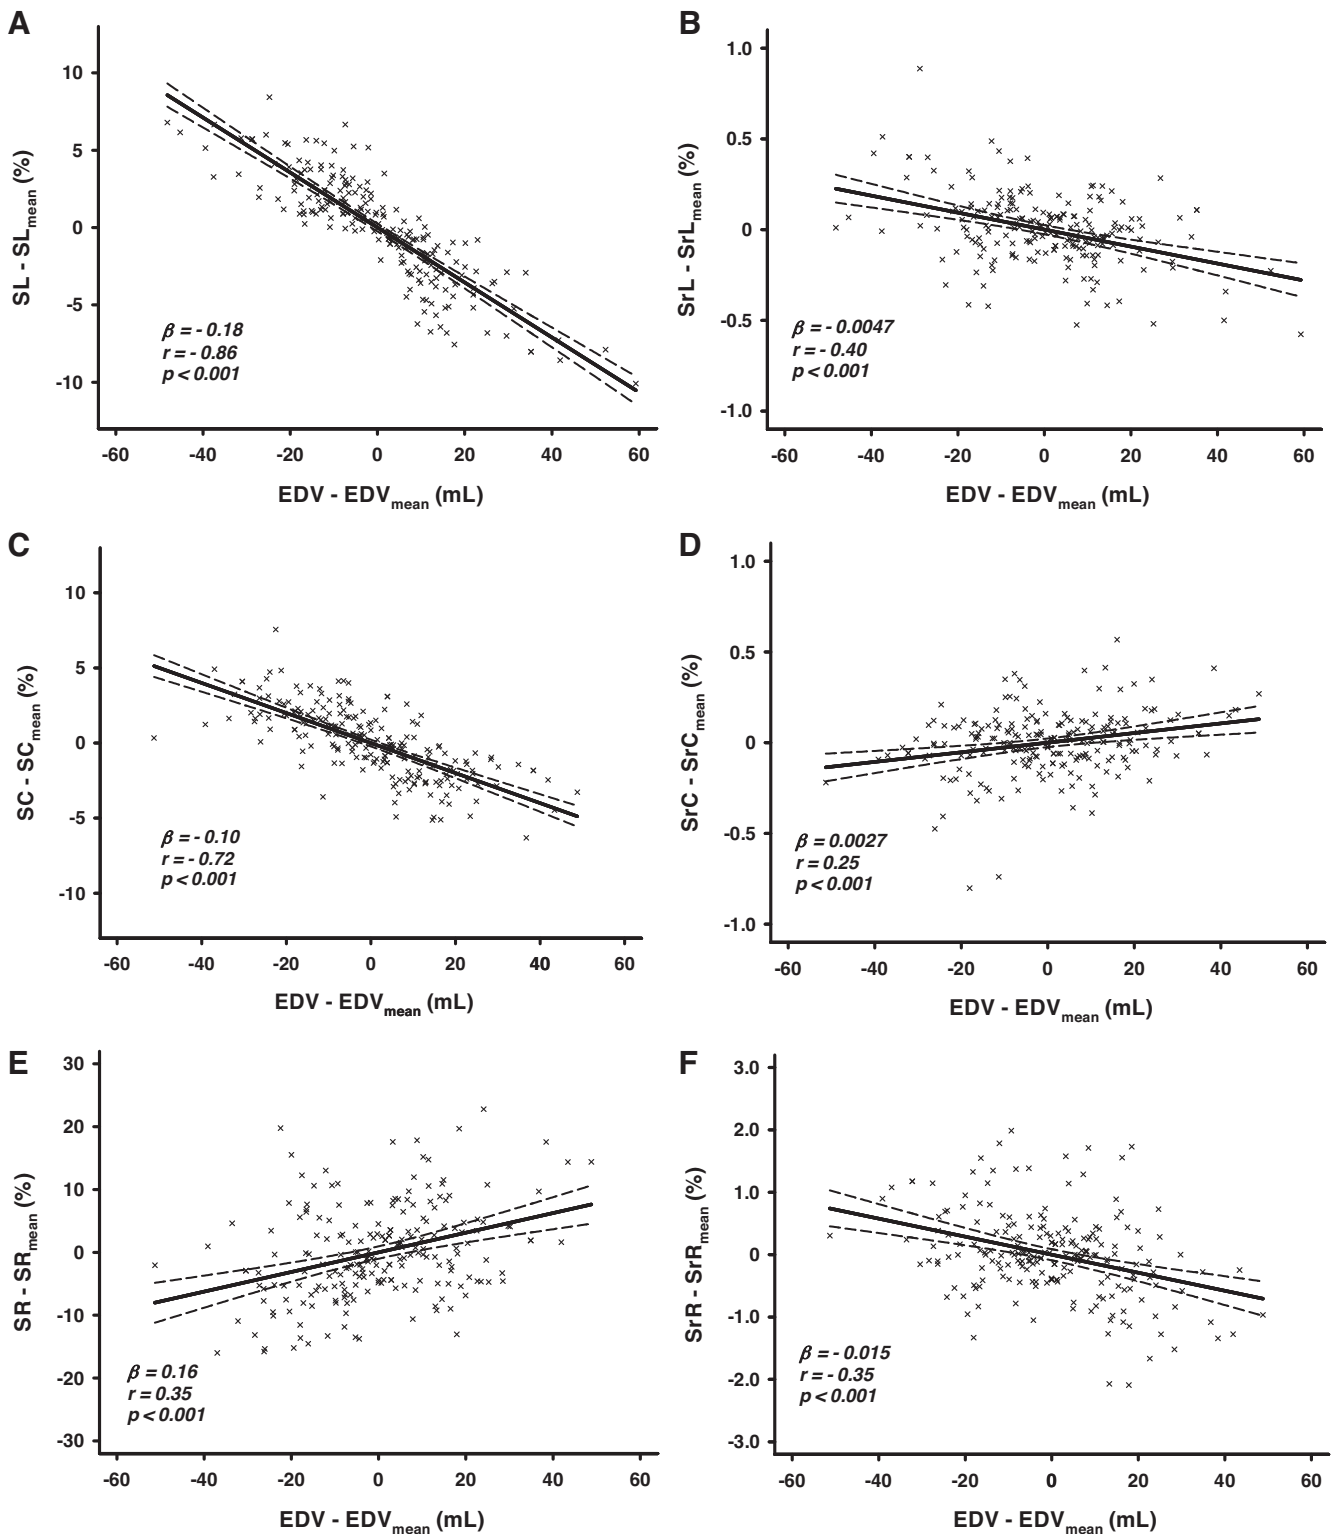 A
SL - SLmean (%)
10
5
0
-5
-10
β = - 0.18
r = - 0.86
p < 0.001
-60 -40 -20 0 20 40 60
EDV - EDVmean (mL)
B
SrL - SrLmean (%)
1.0
0.5
0
-0.5
-1.0
β = - 0.0047
r = - 0.40
p < 0.001
-60 -40 -20 0 20 40 60
EDV - EDVmean (mL)
C
SC - SCmean (%)
10
5
0
-5
-10
β = - 0.10
r = - 0.72
p < 0.001
-60 -40 -20 0 20 40 60
EDV - EDVmean (mL)
D
SrC - SrCmean (%)
1.0
0.5
0
-0.5
-1.0
β = 0.0027
r = 0.25
p < 0.001
-60 -40 -20 0 20 40 60
EDV - EDVmean (mL)
E
SR - SRmean (%)
30
20
10
0
-10
-20
-30
β = 0.16
r = 0.35
p < 0.001
-60 -40 -20 0 20 40 60
EDV - EDVmean (mL)
F
SrR - SrRmean (%)
3.0
2.0
1.0
0
-1.0
-2.0
-3.0
β = - 0.015
r = - 0.35
p < 0.001
-60 -40 -20 0 20 40 60
EDV - EDVmean (mL)